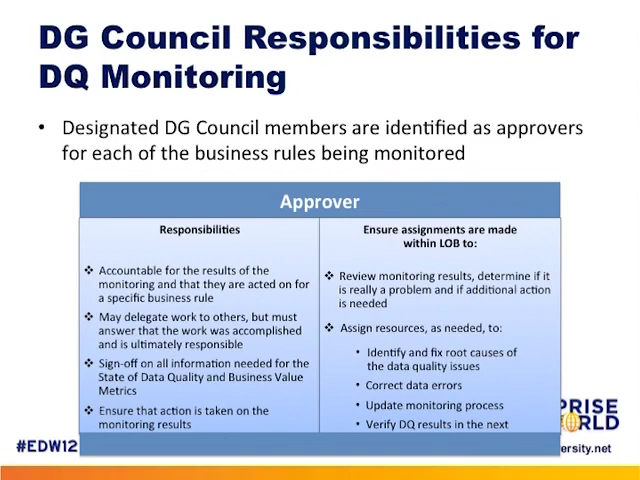 DG Council Responsibilities for
DQ Monitoring
• Designated DG Council members are identified as approvers
for each of the business rules being monitored
Approver
Responsibilities
❖ Accountable for the results of the
monitoring and that they are acted on for
a specific business rule
❖ May delegate work to others, but must
answer that the work was accomplished
and is ultimately responsible
❖ Sign-off on all information needed for the
State of Data Quality and Business Value
Metrics
❖ Ensure that action is taken on the
monitoring results
Ensure assignments are made
within LOB to:
❖ Review monitoring results, determine if it
is really a problem and if additional action
is needed
❖ Assign resources, as needed, to:
• Identify and fix root causes of
the data quality issues
• Correct data errors
• Update monitoring process
• Verify DQ results in the next
#EDW12
PRISE
RLD
ersity.net